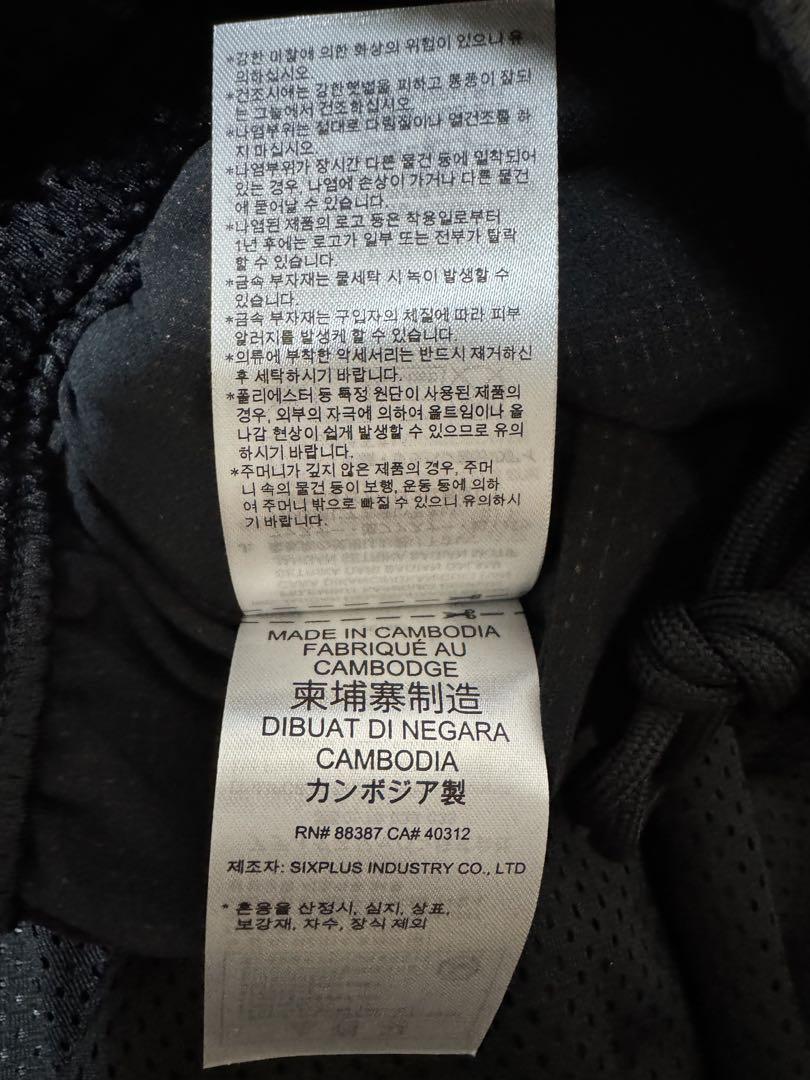 *강한 마찰에 의한 화상의 위험이 있으니 유
의하십시오.
*건조시에는 강한햇볕을 피하고 통풍이 잘되
는 그늘에서 건조하십시오.
*나염부위는 절대로 다림질이나 열건조를 하
지 마십시오.
*나염부위가 장시간 다른 물건 등에 밀착되어
있는 경우, 나염에 손상이 가거나 다른 물건
에 묻어날 수 있습니다.
*나염된 제품의 로고 등은 착용일로부터
1년 후에는 로고가 일부 또는 전부가 탈락
할 수 있습니다.
*금속 부자재는 물세탁 시 녹이 발생할 수
있습니다.
*금속 부자재는 구입자의 체질에 따라 피부
알러지를 발생케 할 수 있습니다.
*의류에 부착한 악세서리는 반드시 재거하신
후 세탁하시기 바랍니다.
*폴리에스터 등 특정 원단이 사용된 제품의
경우, 외부의 자극에 의하여 올트임이나 올
나감 현상이 쉽게 발생할 수 있으므로 유의
하시기 바랍니다.
*주머니가 깊지 않은 제품의 경우, 주머
니 속의 물건 등이 보행, 운동 등에 의하
여 주머니 밖으로 빠질 수 있으니 유의하시
기 바랍니다.
MADE IN CAMBODIA
FABRIQUÉ AU
CAMBODGE
柬埔寨制造
DIBUAT DI NEGARA
CAMBODIA
カンボジア製
RN# 88387 CA# 40312
제조자: SIXPLUS INDUSTRY CO., LTD
* 혼용율 산정시, 심지, 상표,
보강재, 자수, 장식 제외